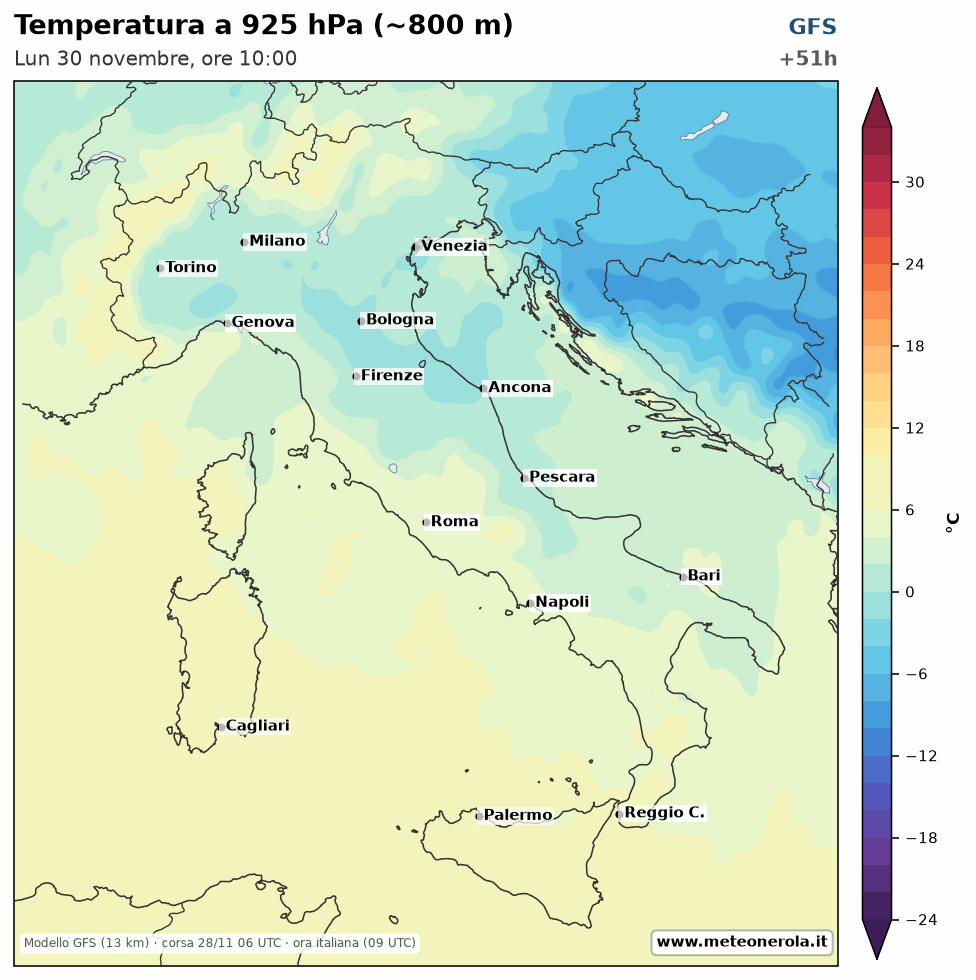 Temperatura a 925 hPa (~800 m)
GFS
Lun 30 novembre, ore 10:00
+51h
Milano
Venezia
Torino
Genova
Bologna
Firenze
Ancona
Pescara
Roma
Bari
Napoli
Cagliari
Palermo
Reggio C.
30
24
18
12
6
0
−6
−12
−18
−24
°C
Modello GFS (13 km) · corsa 28/11 06 UTC · ora italiana (09 UTC)
www.meteonerola.it